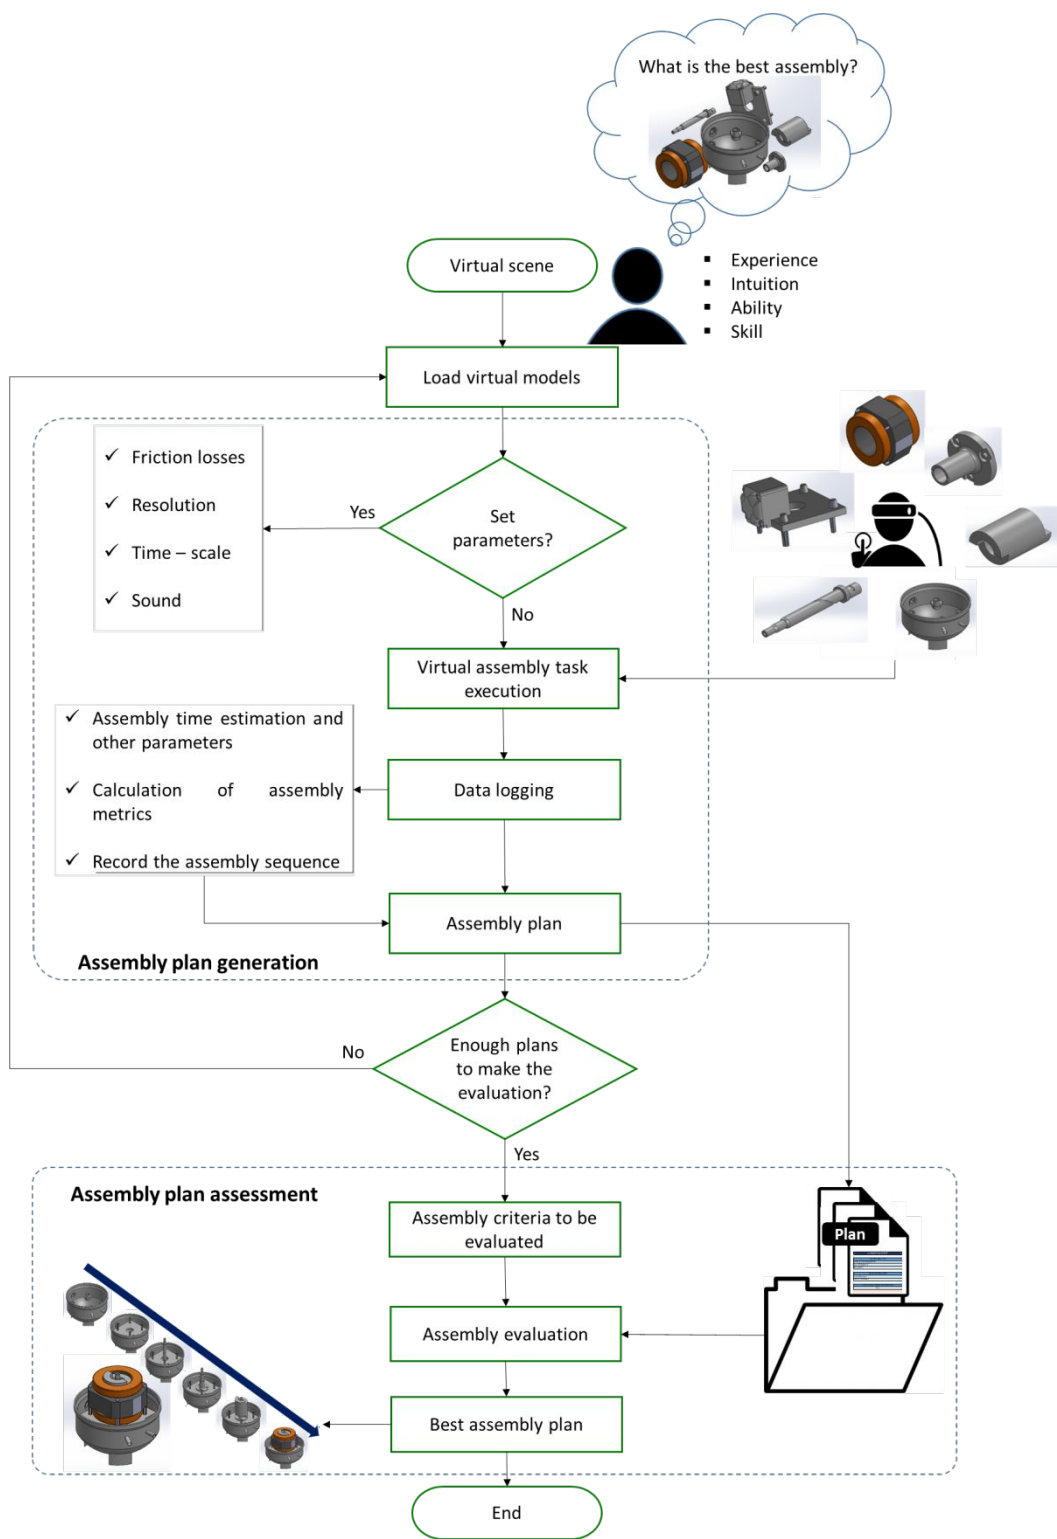 What is the best assembly?
Virtual scene
▪ Experience
▪ Intuition
▪ Ability
▪ Skill
Load virtual models
✓ Friction losses
✓ Resolution
✓ Time – scale
✓ Sound
Yes
Set
parameters?
No
Virtual assembly task
execution
✓ Assembly time estimation and
other parameters
✓ Calculation of assembly
metrics
✓ Record the assembly sequence
Data logging
Assembly plan
Assembly plan generation
No
Enough plans
to make the
evaluation?
Yes
Assembly plan assessment
Assembly criteria to be
evaluated
Plan
Assembly evaluation
Best assembly plan
End